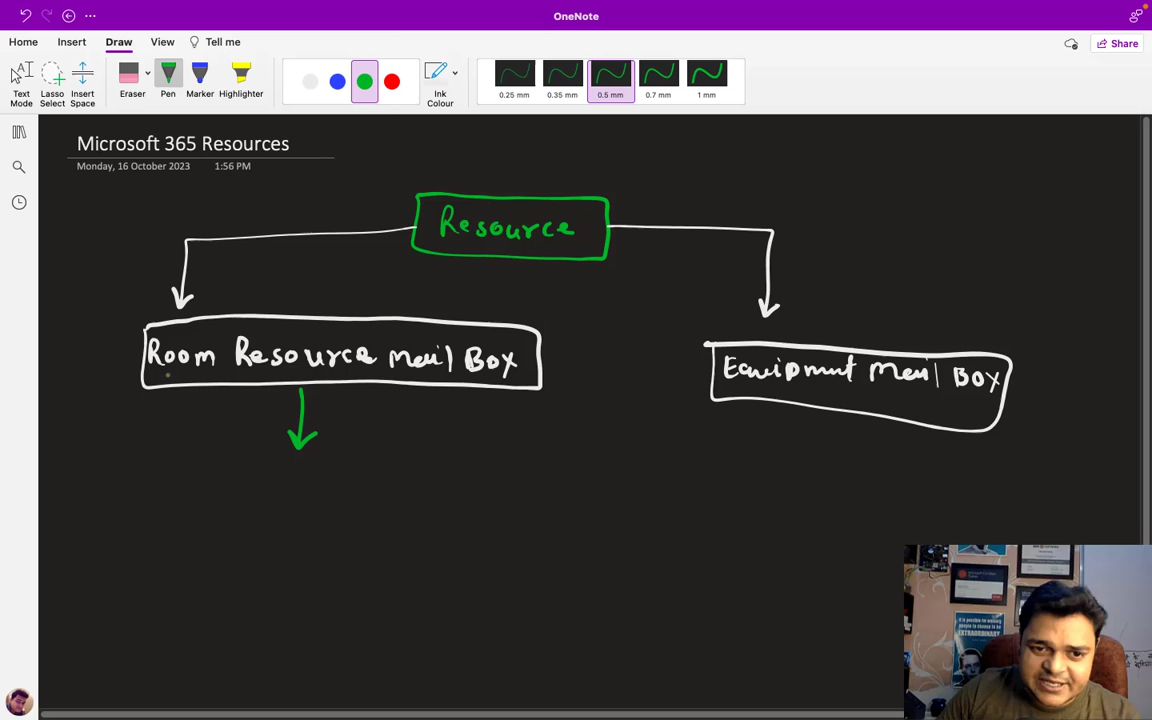 OneNote
Home Insert Draw View Tell me
Share
Text Mode
Lasso Select
Insert Space
Eraser
Pen
Marker
Highlighter
Ink Colour
0.25 mm
0.35 mm
0.5 mm
0.7 mm
1 mm
Microsoft 365 Resources
Monday, 16 October 2023 1:56 PM
Resource
Room Resource Mail Box
Equipment Mail Box
EXTRAORDINARY